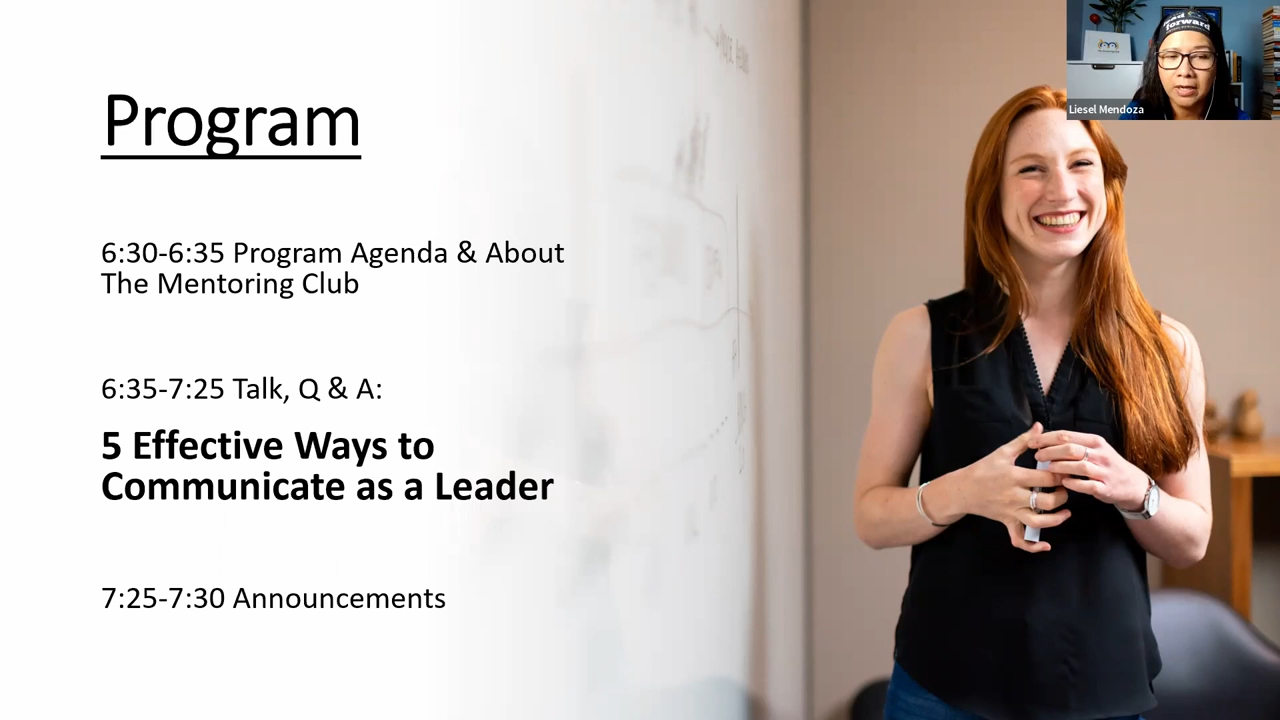 Program
6:30-6:35 Program Agenda & About
The Mentoring Club
6:35-7:25 Talk, Q & A:
5 Effective Ways to
Communicate as a Leader
7:25-7:30 Announcements
forward
Liesel Mendoza